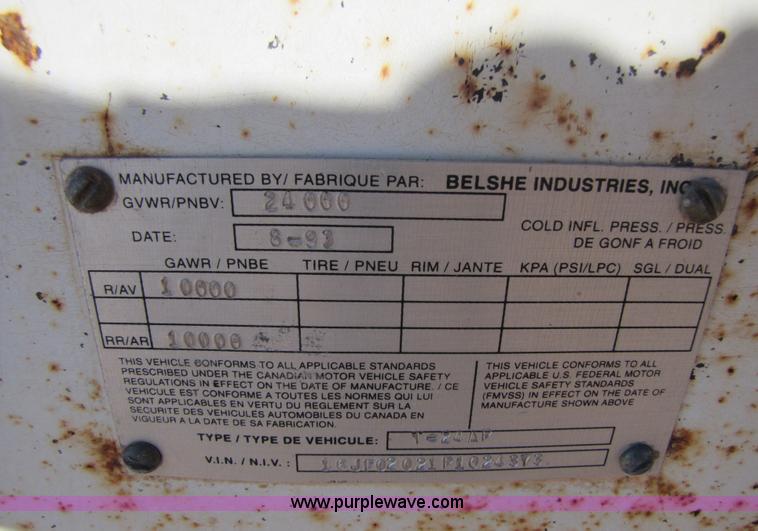 MANUFACTURED BY/ FABRIQUE PAR: BELSHE INDUSTRIES, INC
GVWR/PNBV: 24000
COLD INFL. PRESS. / PRESS.
DE GONF A FROID
DATE: 8-93
GAWR / PNBE TIRE / PNEU RIM / JANTE KPA (PSI/LPC) SGL / DUAL
R/AV 10000
RR/AR 10000
THIS VEHICLE CONFORMS TO ALL APPLICABLE STANDARDS
PRESCRIBED UNDER THE CANADIAN MOTOR VEHICLE SAFETY
REGULATIONS IN EFFECT ON THE DATE OF MANUFACTURE. / CE
VEHICULE EST CONFORME A TOUTES LES NORMES QUI LUI
SONT APPLICABLES EN VERTU DU REGLEMENT SUR LA
SECURITE DES VEHICULES AUTOMOBILES DU CANADA EN
VIGUEUR A LA DATE DE SA FABRICATION.
THIS VEHICLE CONFORMS TO ALL
APPLICABLE U.S. FEDERAL MOTOR
VEHICLE SAFETY STANDARDS
(FMVSS) IN EFFECT ON THE DATE OF
MANUFACTURE SHOWN ABOVE
TYPE / TYPE DE VEHICULE:
V.I.N. / N.I.V. :
www.purplewave.com